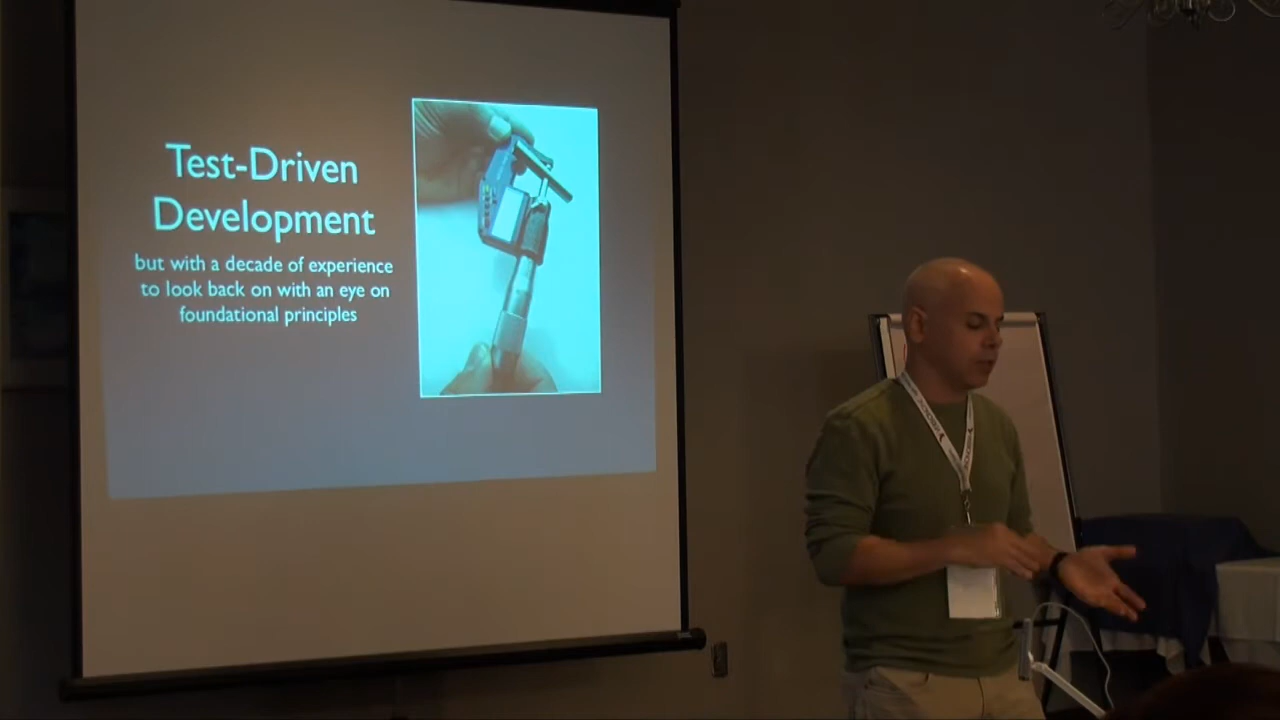 Test-Driven
Development
but with a decade of experience
to look back on with an eye on
foundational principles